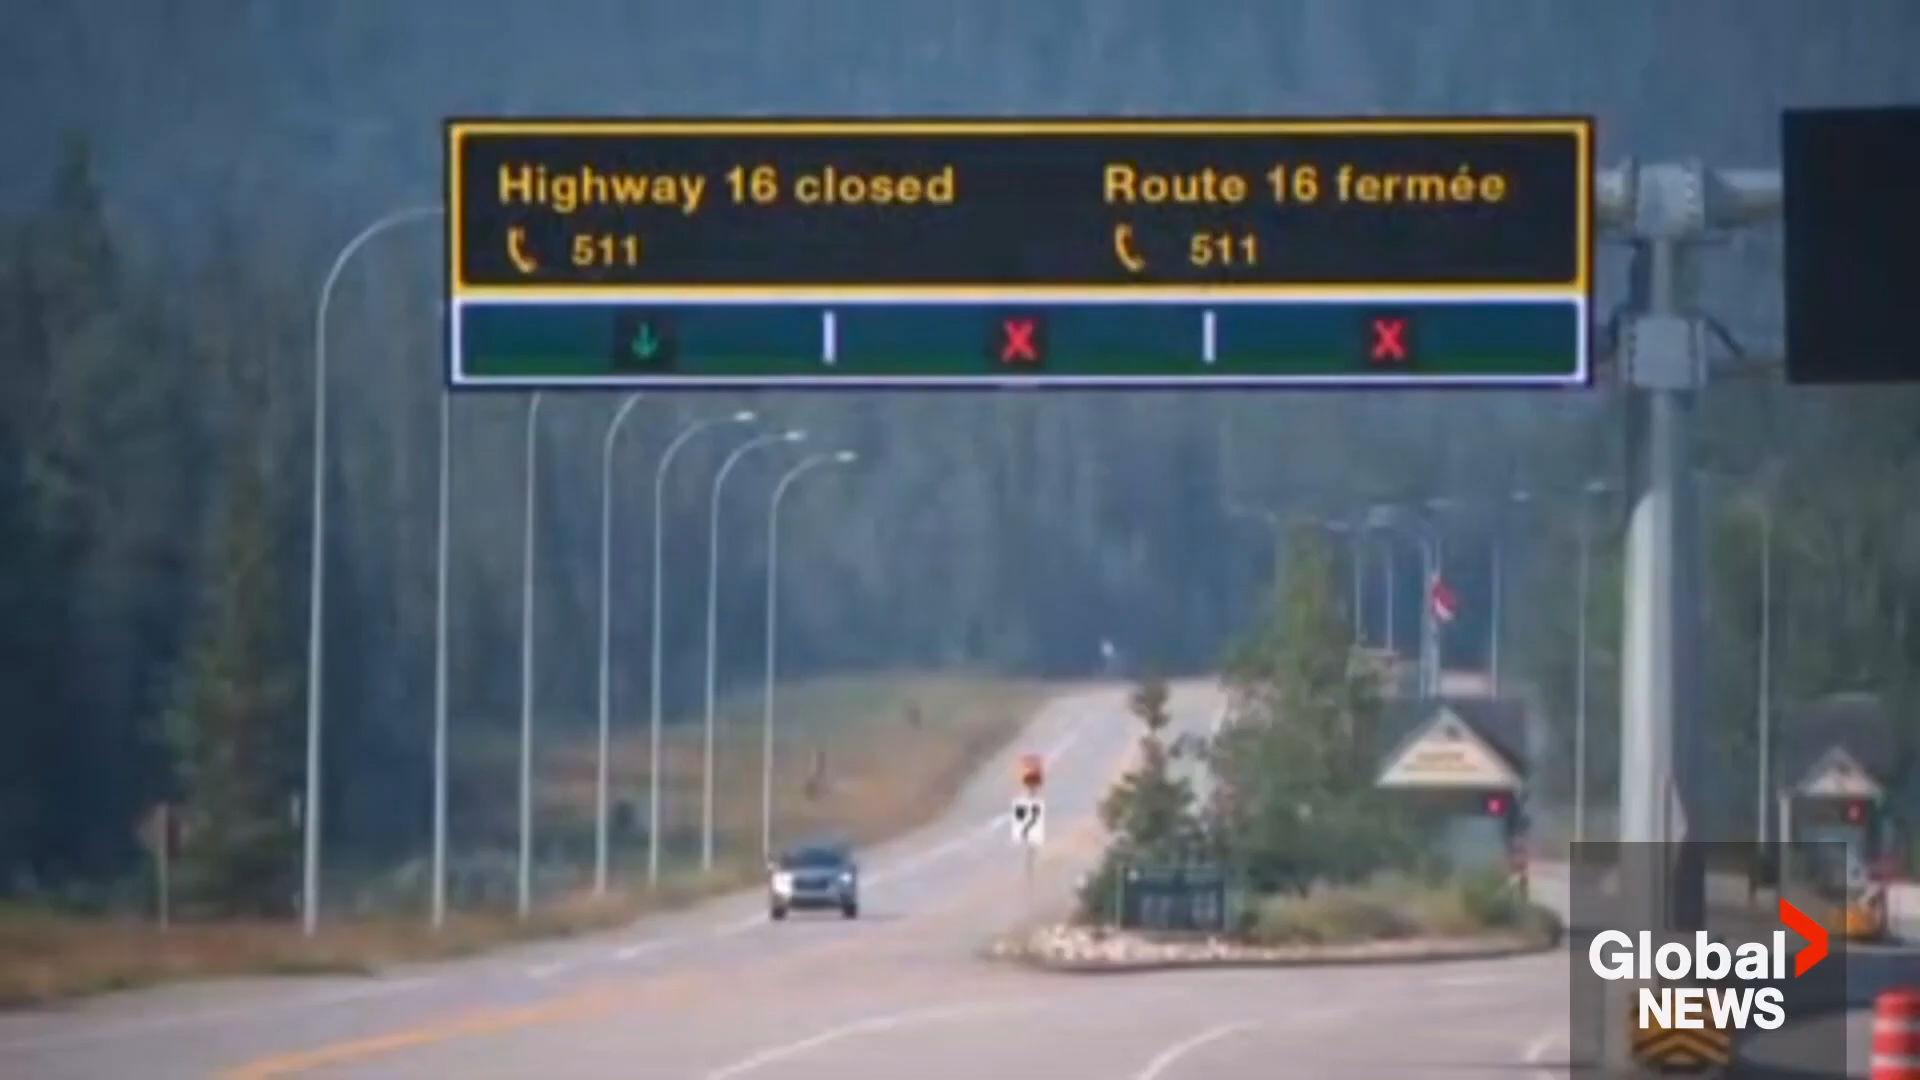 Highway 16 closed
511
Route 16 fermée
511
X X
Global
NEWS